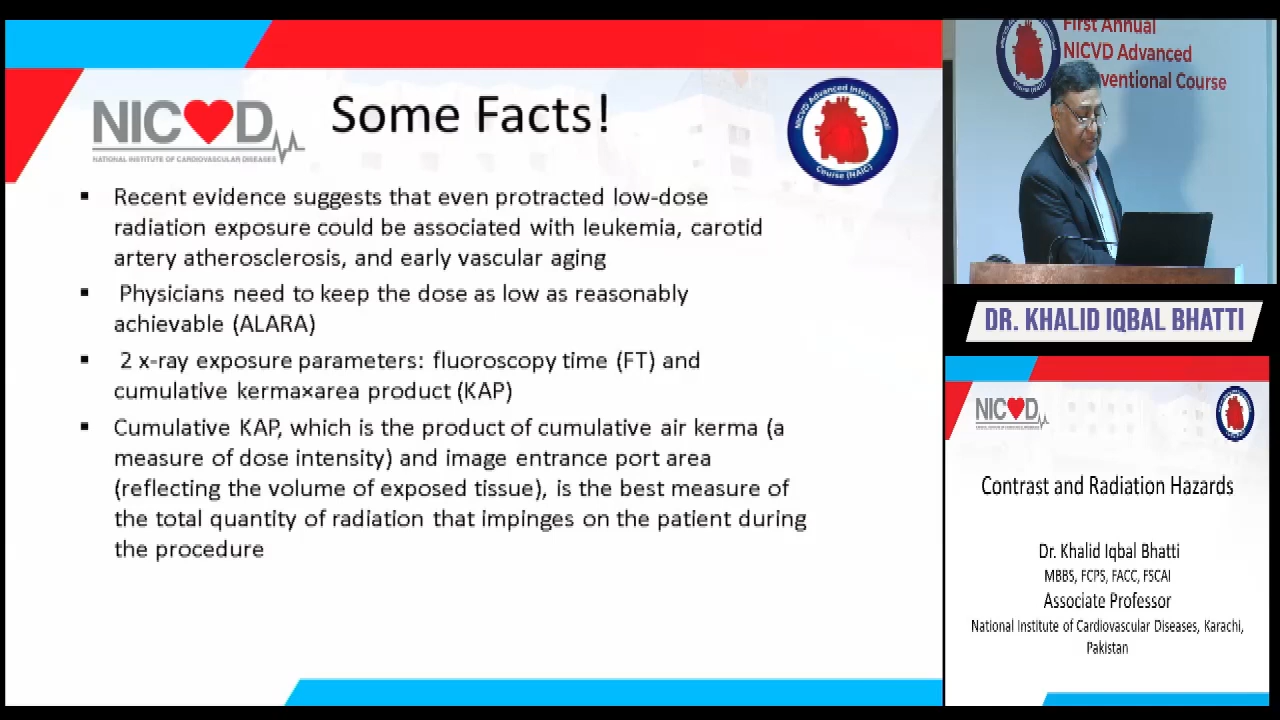 NICVD
NATIONAL INSTITUTE OF CARDIOVASCULAR DISEASES
Some Facts!
NICVD Advanced Interventional
Course (NAIC)
▪ Recent evidence suggests that even protracted low-dose
radiation exposure could be associated with leukemia, carotid
artery atherosclerosis, and early vascular aging
▪ Physicians need to keep the dose as low as reasonably
achievable (ALARA)
▪ 2 x-ray exposure parameters: fluoroscopy time (FT) and
cumulative kerma×area product (KAP)
▪ Cumulative KAP, which is the product of cumulative air kerma (a
measure of dose intensity) and image entrance port area
(reflecting the volume of exposed tissue), is the best measure of
the total quantity of radiation that impinges on the patient during
the procedure
First Annual
NICVD Advanced
ventional Course
DR. KHALID IQBAL BHATTI
NICVD
Contrast and Radiation Hazards
Dr. Khalid Iqbal Bhatti
MBBS, FCPS, FACC, FSCAI
Associate Professor
National Institute of Cardiovascular Diseases, Karachi,
Pakistan